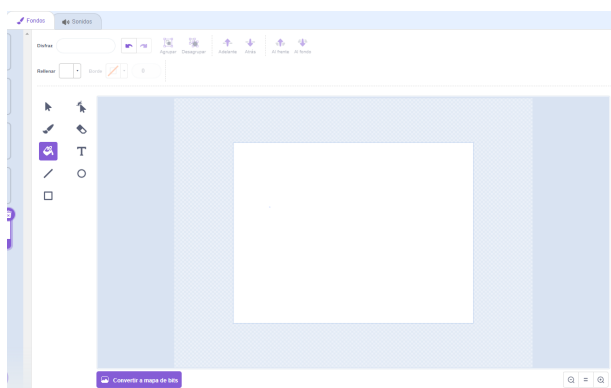 Fondos Sonidos
Disfraz Agrupar Desagrupar Adelante Atrás Al frente Al fondo
Rellenar Borde 0
T
Convertir a mapa de bits